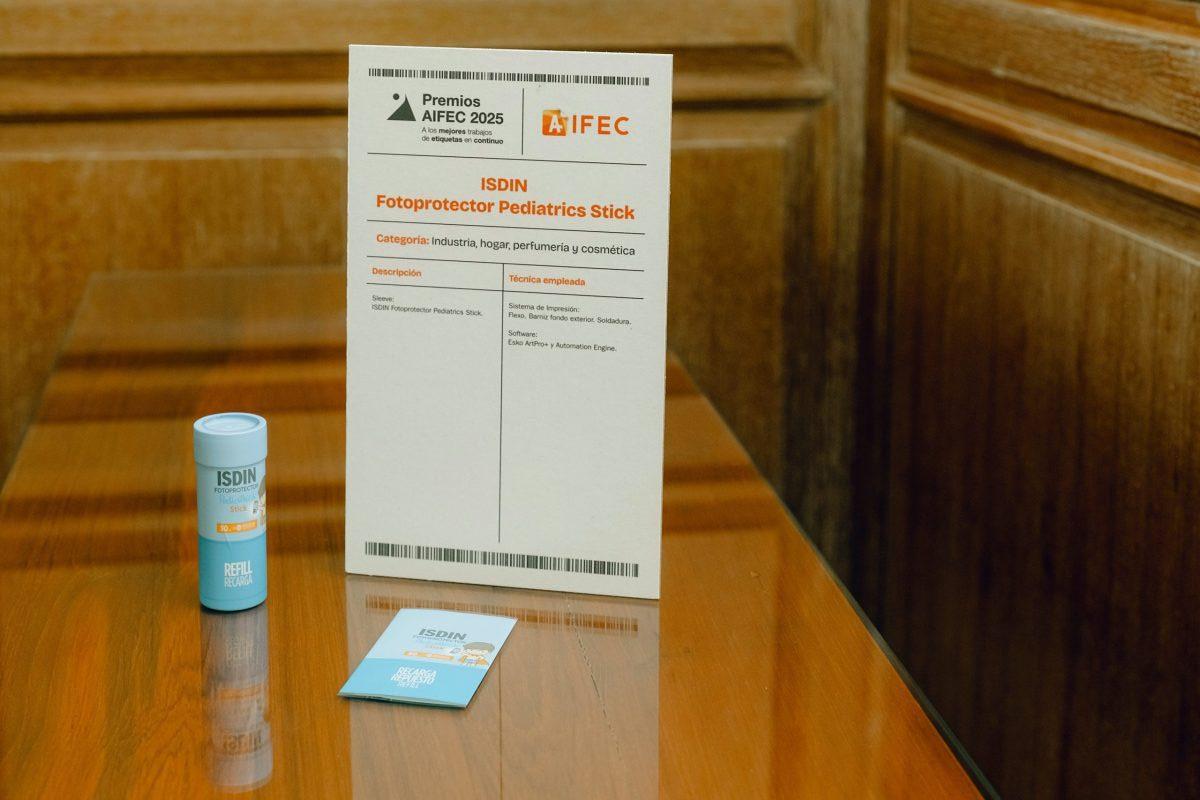 Premios
AIFEC 2025
A los mejores trabajos
de etiquetas en continuo
AIFEC
ISDIN
Fotoprotector Pediatrics Stick
Categoría: Industria, hogar, perfumería y cosmética
Descripción
Técnica empleada
Sleeve:
ISDIN Fotoprotector Pediatrics Stick.
Sistema de Impresión:
Flexo. Barniz fondo exterior. Soldadura.
Software:
Esko ArtPro+ y Automation Engine.
ISDIN
FOTOPROTECTOR
Pediatrics
Stick
REFILL
RECARGA
ISDIN
FOTOPROTECTOR
RECARGA
REPUESTO
REFILL